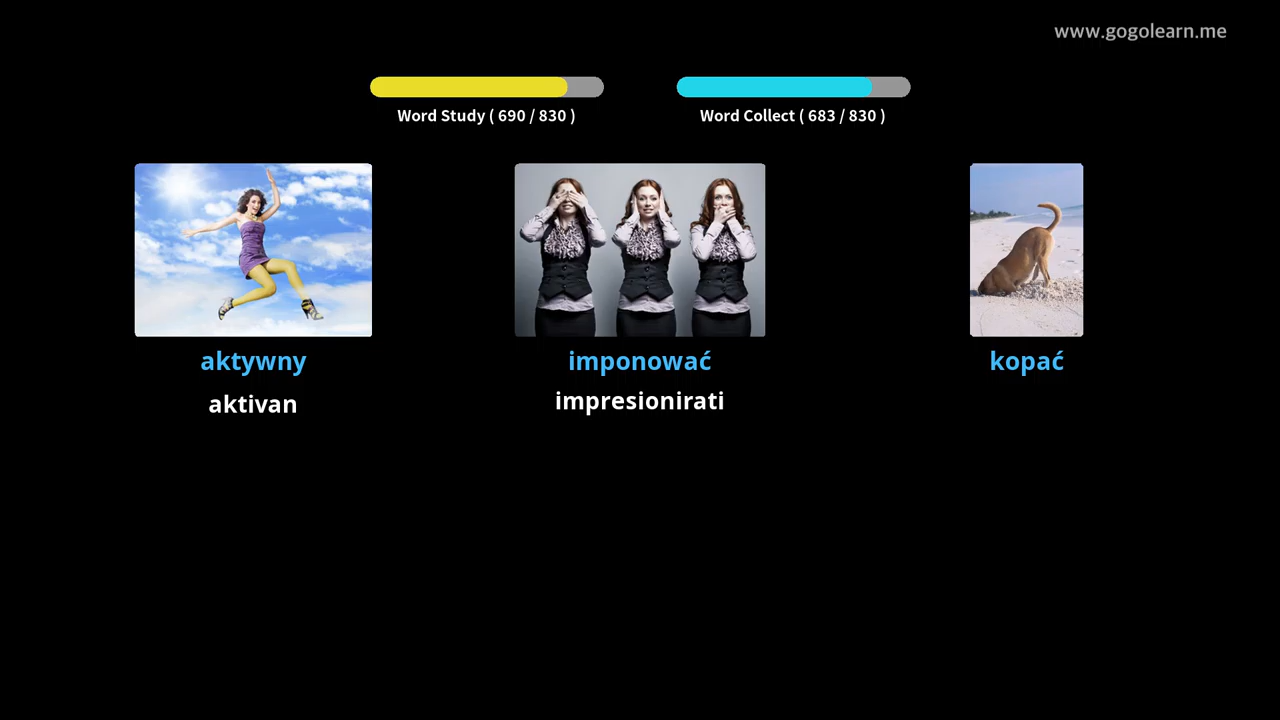 www.gogolearn.me
Word Study ( 690 / 830 )
Word Collect ( 683 / 830 )
aktywny
imponować
kopać
aktivan
impresionirati